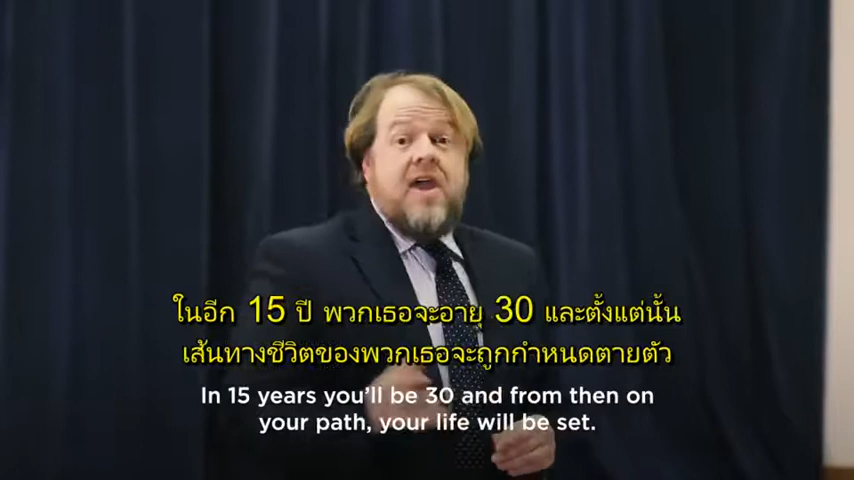 ในอีก 15 ปี พวกเธอจะอายุ 30 และตั้งแต่นั้น
เส้นทางชีวิตของพวกเธอจะถูกกำหนดตายตัว
In 15 years you'll be 30 and from then on
your path, your life will be set.